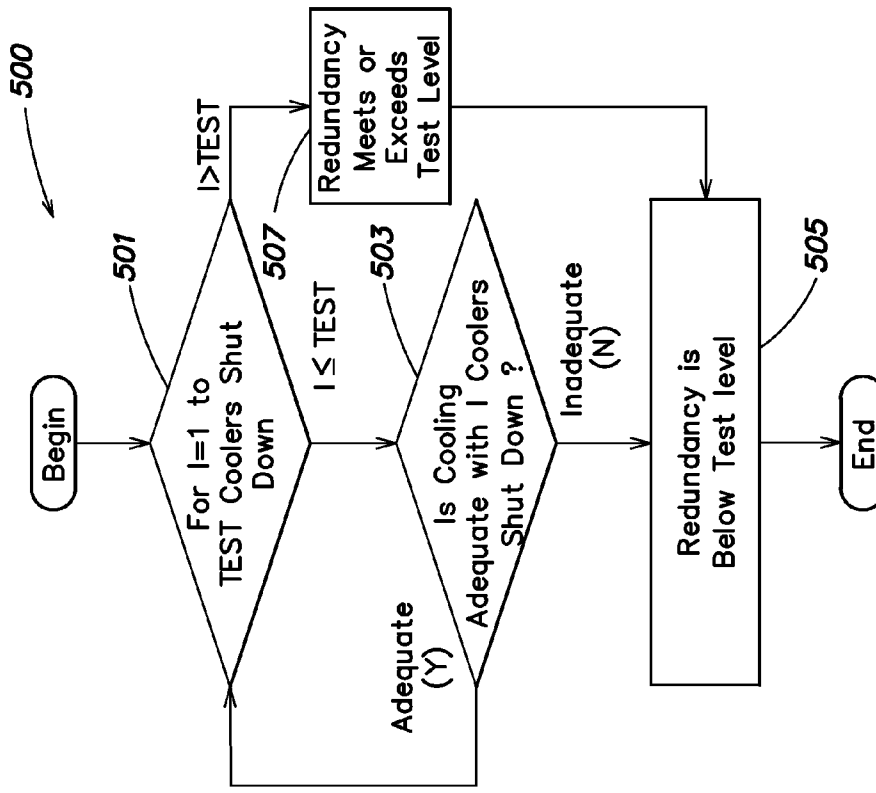 500
Begin
501
For I=1 to
TEST Coolers Shut
Down
I>TEST
507
Redundancy
Meets or
Exceeds
Test Level
I ≤ TEST
503
Is Cooling
Adequate with I Coolers
Shut Down ?
Adequate
(Y)
Inadequate
(N)
505
Redundancy is
Below Test level
End